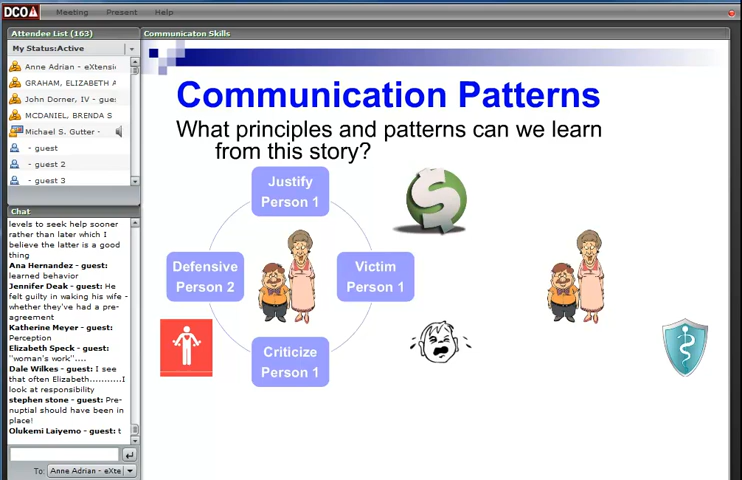 DCO
Meeting Present Help
Attendee List (163)
My Status:Active
Anne Adrian - eXtensi
GRAHAM, ELIZABETH A
John Dorner, IV - gue
MCDANIEL, BRENDA S
Michael S. Gutter -
- guest
- guest 2
- guest 3
Chat
levels to seek help sooner
rather than later which I
believe the latter is a good
thing
Ana Hernandez - guest:
learned behavior
Jennifer Deak - guest: He
felt guilty in waking his wife -
whether they've had a pre-
agreement
Katherine Meyer - guest:
Perception
Elizabeth Speck - guest:
"woman's work"....
Dale Wilkes - guest: I see
that often Elizabeth..........I
look at responsibility
stephen stone - guest: Pre-
nuptial should have been in
place!
Olukemi Laiyemo - guest: t
To: Anne Adrian - eXte
Communicaton Skills
Communication Patterns
What principles and patterns can we learn
from this story?
Justify
Person 1
$
Defensive
Person 2
Victim
Person 1
Criticize
Person 1